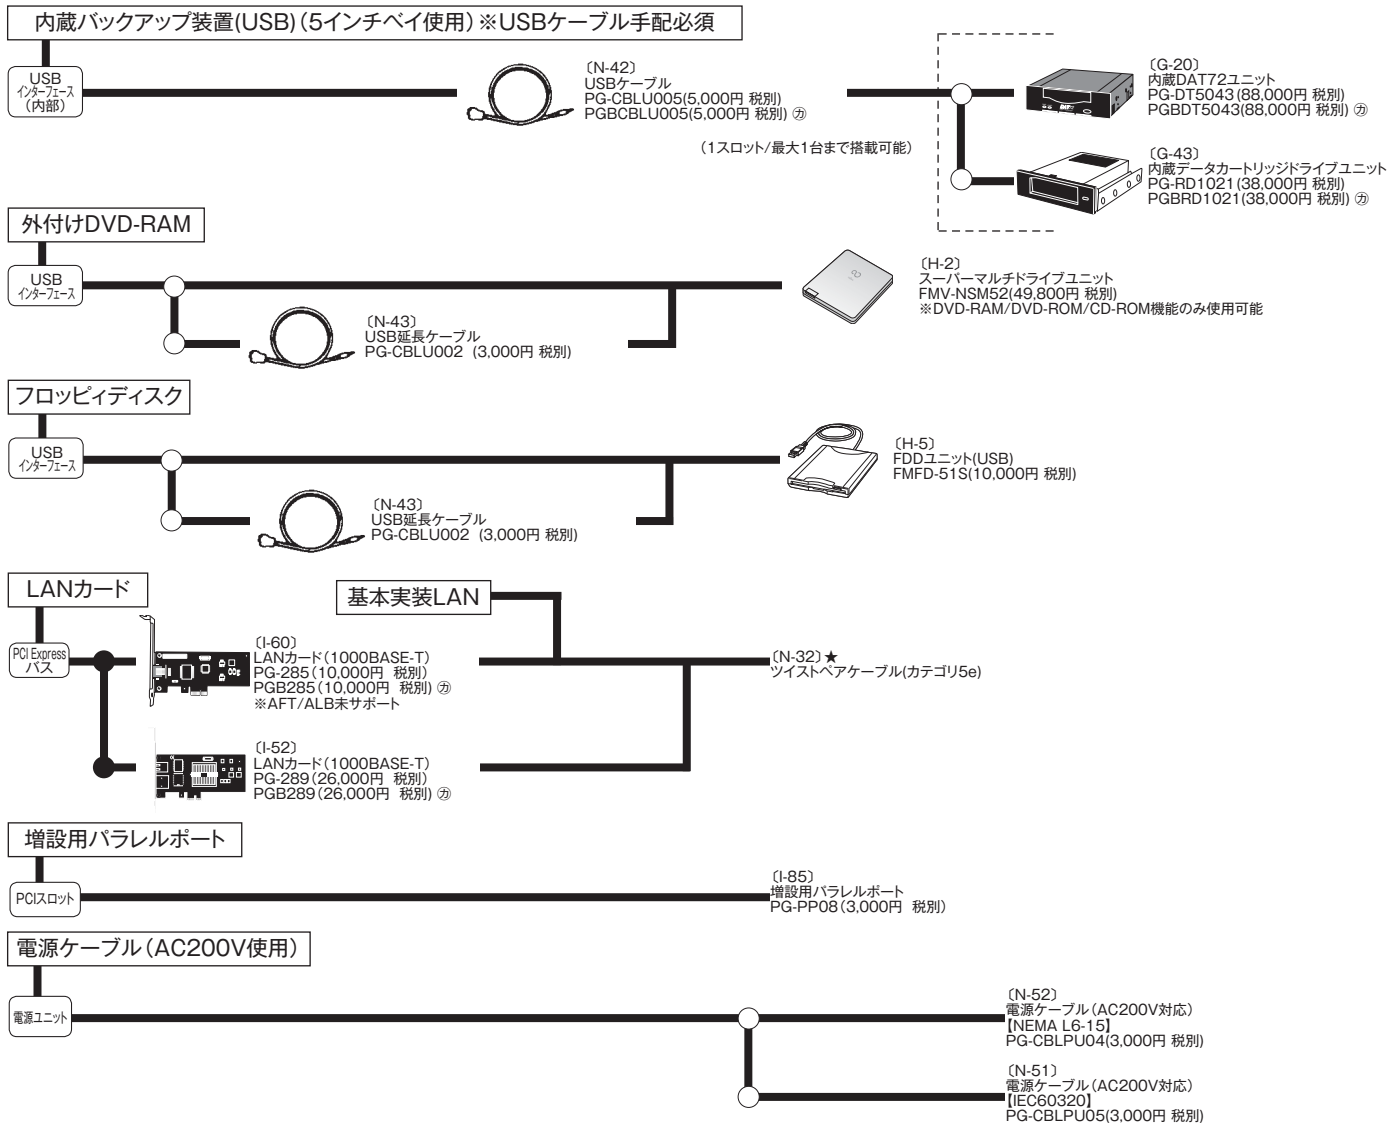 内蔵バックアップ装置(USB)(5インチベイ使用)※USBケーブル手配必須
USB
インターフェース
(内部)
〔N-42〕
USBケーブル
PG-CBLU005(5,000円 税別)
PGBCBLU005(5,000円 税別) ㋕
(1スロット/最大1台まで搭載可能)
〔G-20〕
内蔵DAT72ユニット
PG-DT5043(88,000円 税別)
PGBDT5043(88,000円 税別) ㋕
〔G-43〕
内蔵データカートリッジドライブユニット
PG-RD1021(38,000円 税別)
PGBRD1021(38,000円 税別) ㋕
外付けDVD-RAM
USB
インターフェース
〔N-43〕
USB延長ケーブル
PG-CBLU002 (3,000円 税別)
〔H-2〕
スーパーマルチドライブユニット
FMV-NSM52(49,800円 税別)
※DVD-RAM/DVD-ROM/CD-ROM機能のみ使用可能
フロッピィディスク
USB
インターフェース
〔N-43〕
USB延長ケーブル
PG-CBLU002 (3,000円 税別)
〔H-5〕
FDDユニット(USB)
FMFD-51S(10,000円 税別)
LANカード
PCI Express
バス
基本実装LAN
〔I-60〕
LANカード(1000BASE-T)
PG-285(10,000円 税別)
PGB285(10,000円 税別) ㋕
※AFT/ALB未サポート
〔I-52〕
LANカード(1000BASE-T)
PG-289(26,000円 税別)
PGB289(26,000円 税別) ㋕
〔N-32〕★
ツイストペアケーブル(カテゴリ5e)
増設用パラレルポート
PCIスロット
〔I-85〕
増設用パラレルポート
PG-PP08(3,000円 税別)
電源ケーブル(AC200V使用)
電源ユニット
〔N-52〕
電源ケーブル(AC200V対応)
【NEMA L6-15】
PG-CBLPU04(3,000円 税別)
〔N-51〕
電源ケーブル(AC200V対応)
【IEC60320】
PG-CBLPU05(3,000円 税別)